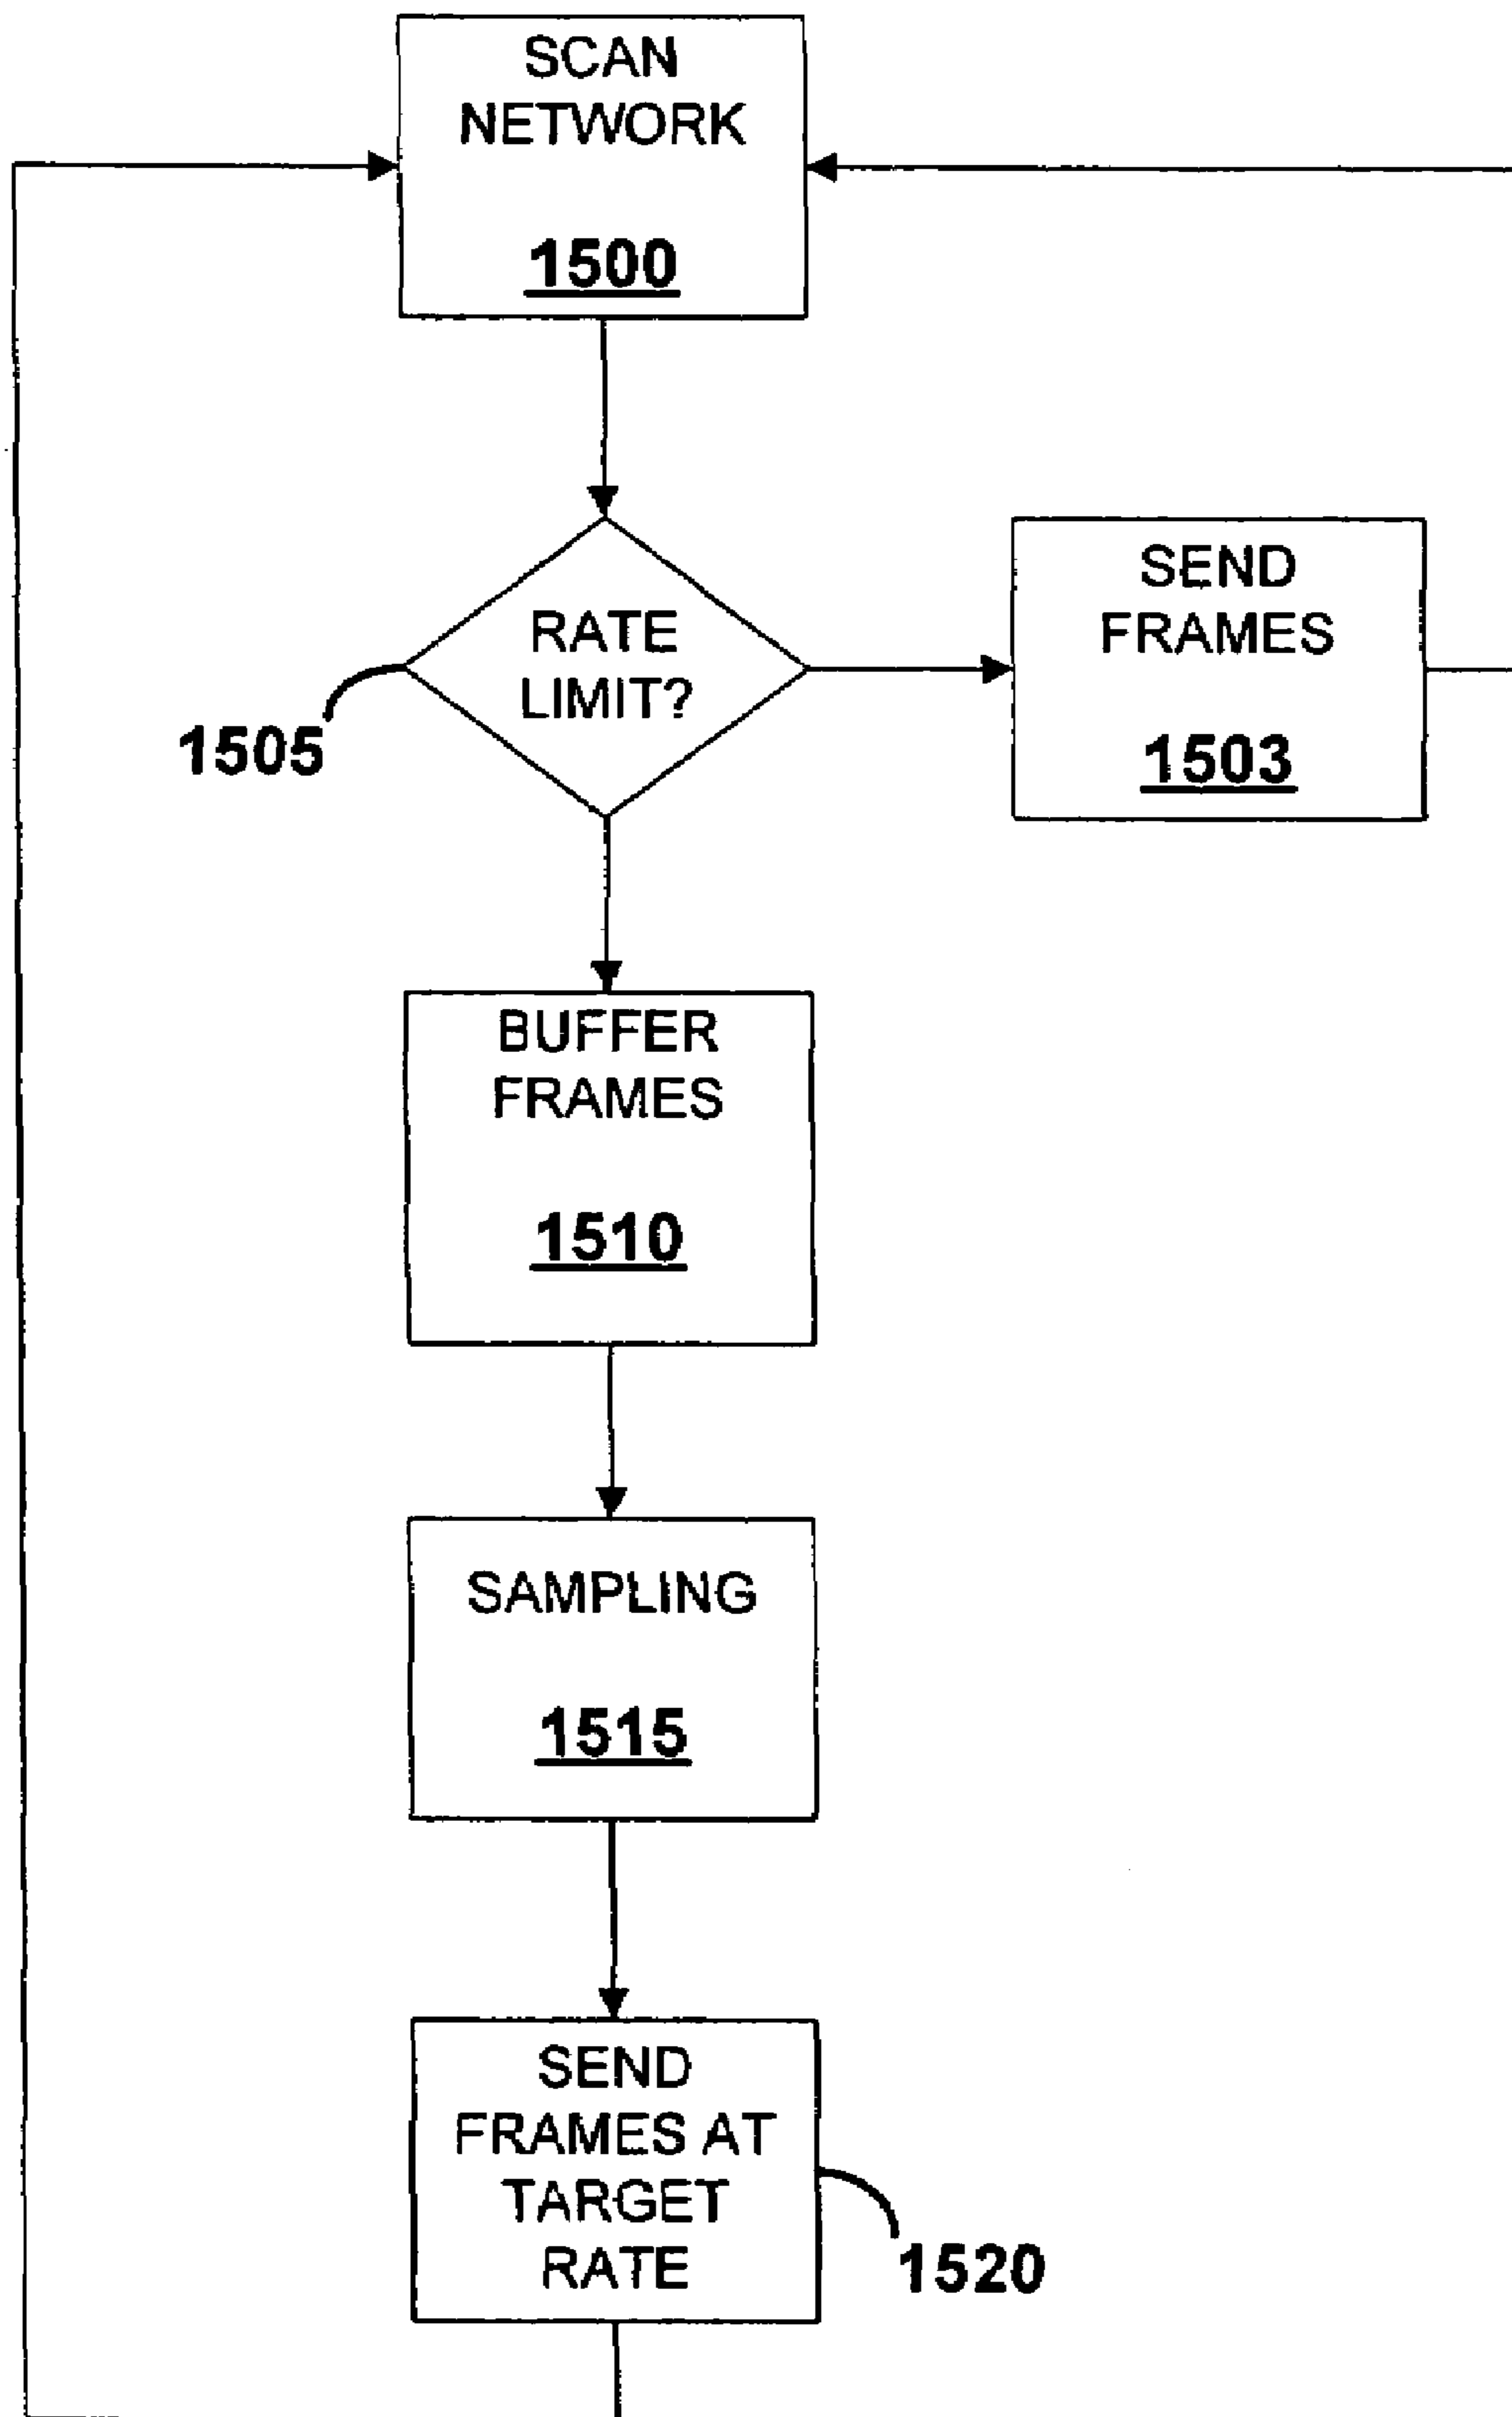 SCAN
NETWORK
1500
RATE
LIMIT?
1505
SEND
FRAMES
1503
BUFFER
FRAMES
1510
SAMPLING
1515
SEND
FRAMES AT
TARGET
RATE
1520